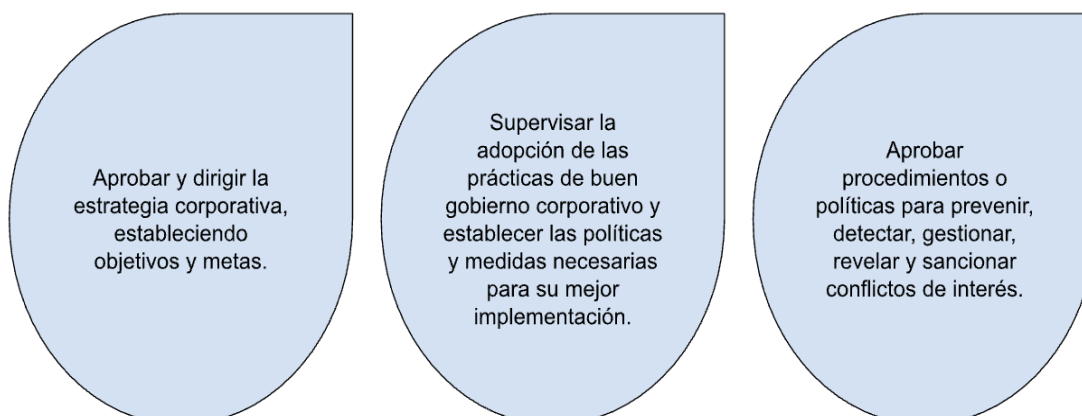 Aprobar y dirigir la
estrategia corporativa,
estableciendo
objetivos y metas.
Supervisar la
adopción de las
prácticas de buen
gobierno corporativo y
establecer las políticas
y medidas necesarias
para su mejor
implementación.
Aprobar
procedimientos o
políticas para prevenir,
detectar, gestionar,
revelar y sancionar
conflictos de interés.